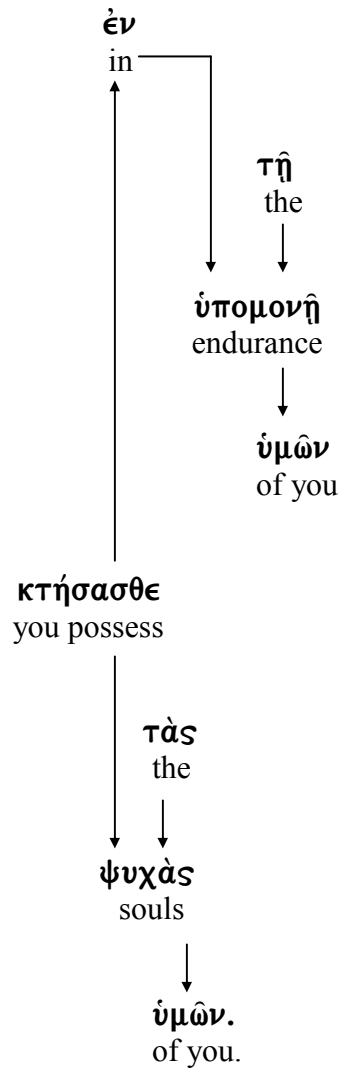 ἐν
in
τῇ
the
ὑπομονῇ
endurance
ὑμῶν
of you
κτήσασθε
you possess
τὰς
the
ψυχὰς
souls
ὑμῶν.
of you.